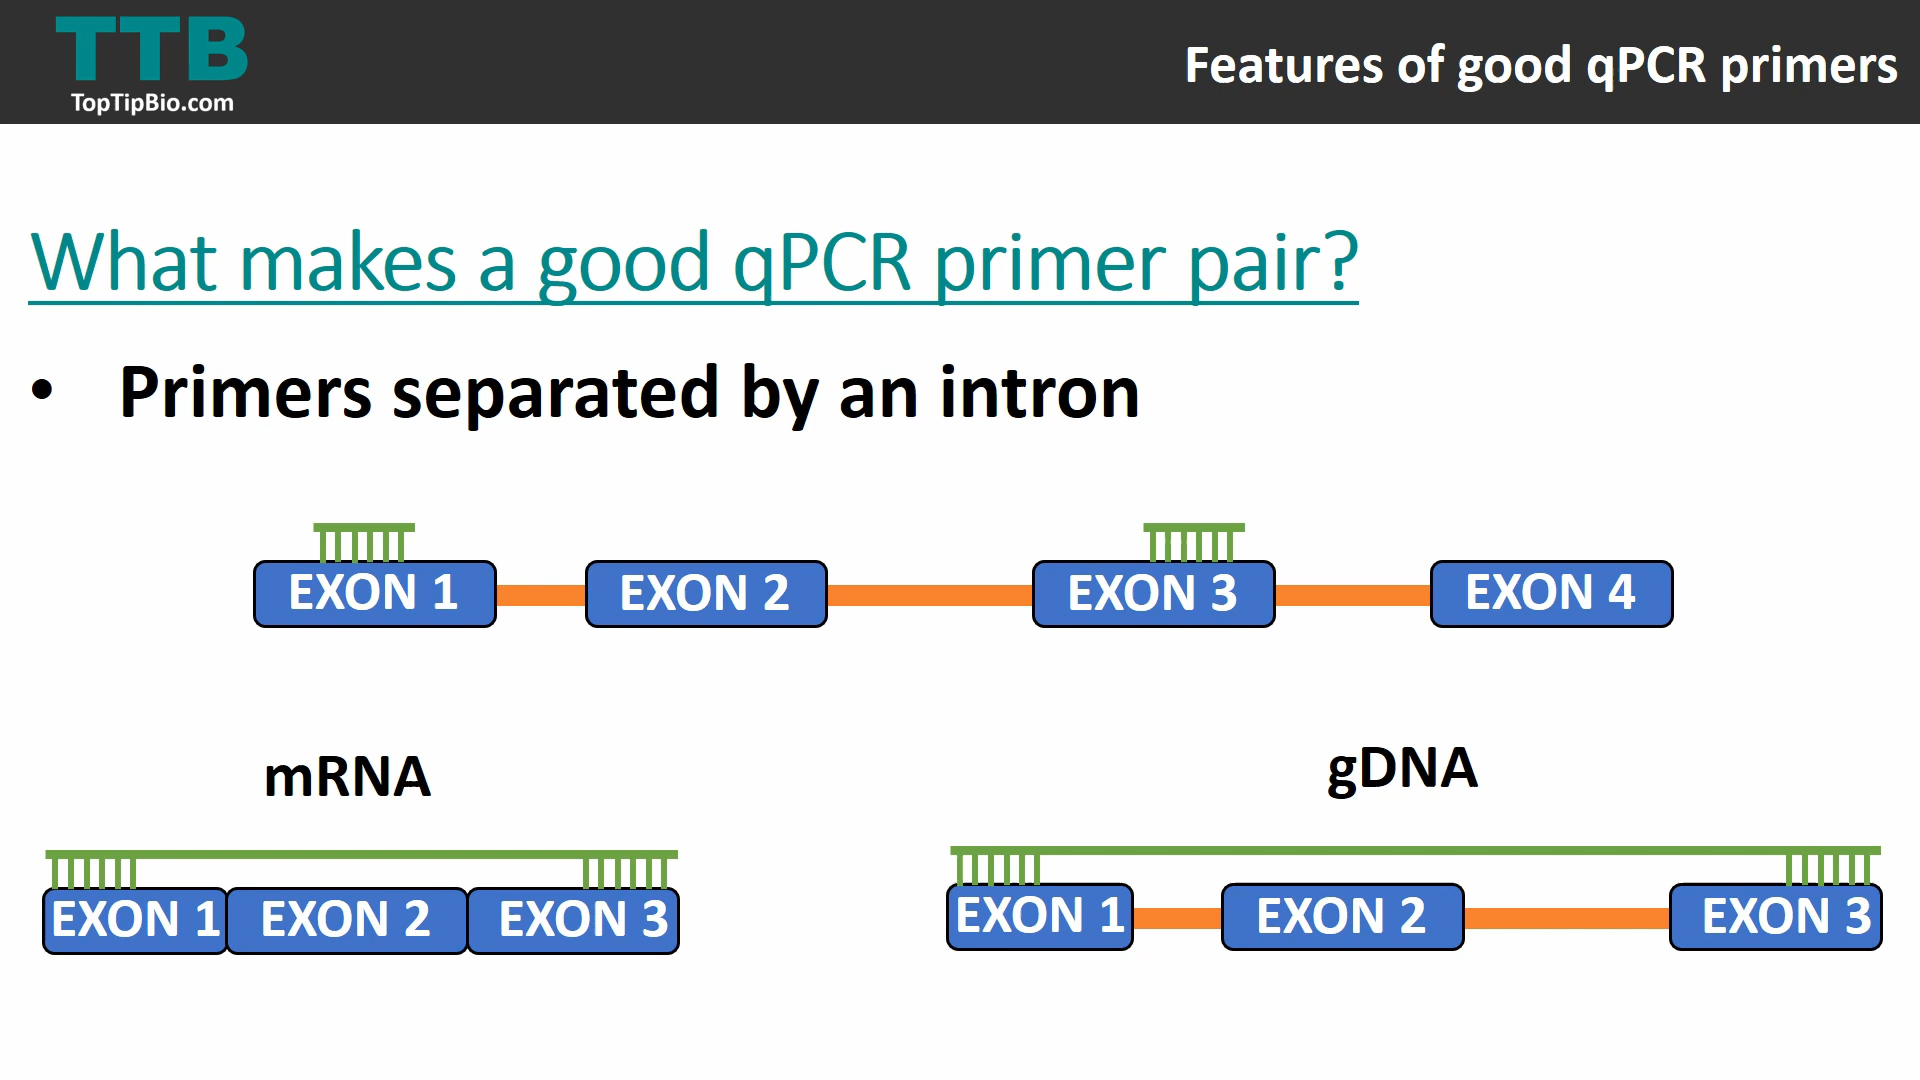 TTB
TopTipBio.com
Features of good qPCR primers
What makes a good qPCR primer pair?
• Primers separated by an intron
EXON 1 EXON 2 EXON 3 EXON 4
mRNA
gDNA
EXON 1 EXON 2 EXON 3
EXON 1 EXON 2 EXON 3